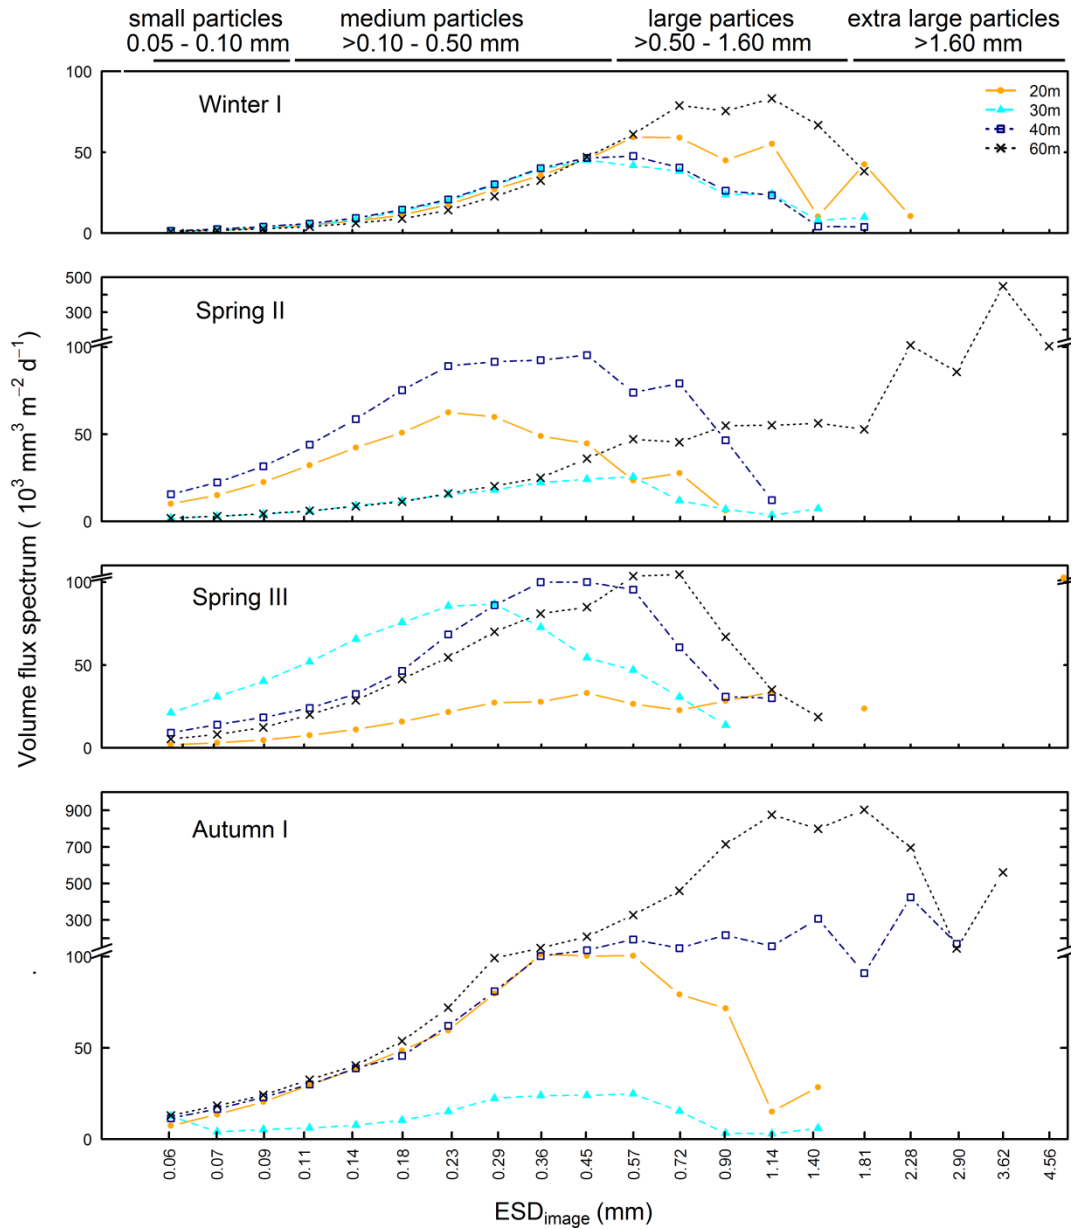 small particles medium particles large particles extra large particles
0.05 - 0.10 mm >0.10 - 0.50 mm >0.50 - 1.60 mm >1.60 mm
Volume flux spectrum ( 10³ mm³ m⁻² d⁻¹)
100
50
0
Winter I
20m
30m
40m
60m
500
300
100
50
0
Spring II
100
50
0
Spring III
900
700
500
300
100
50
0
Autumn I
0.06 0.07 0.09 0.11 0.14 0.18 0.23 0.29 0.36 0.45 0.57 0.72 0.90 1.14 1.40 1.81 2.28 2.90 3.62 4.56
ESDimage (mm)